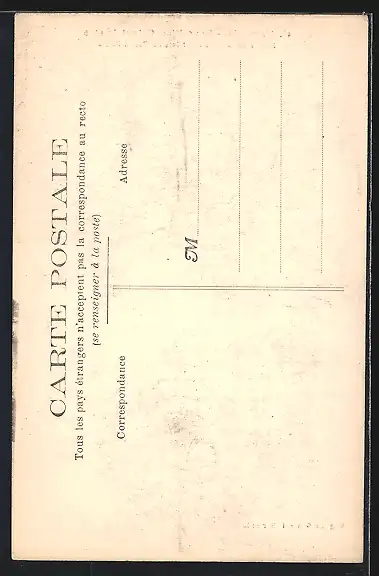 CARTE POSTALE
Tous les pays étrangers n'acceptent pas la correspondance au recto
(se renseigner à la poste)
Correspondance
Adresse
M